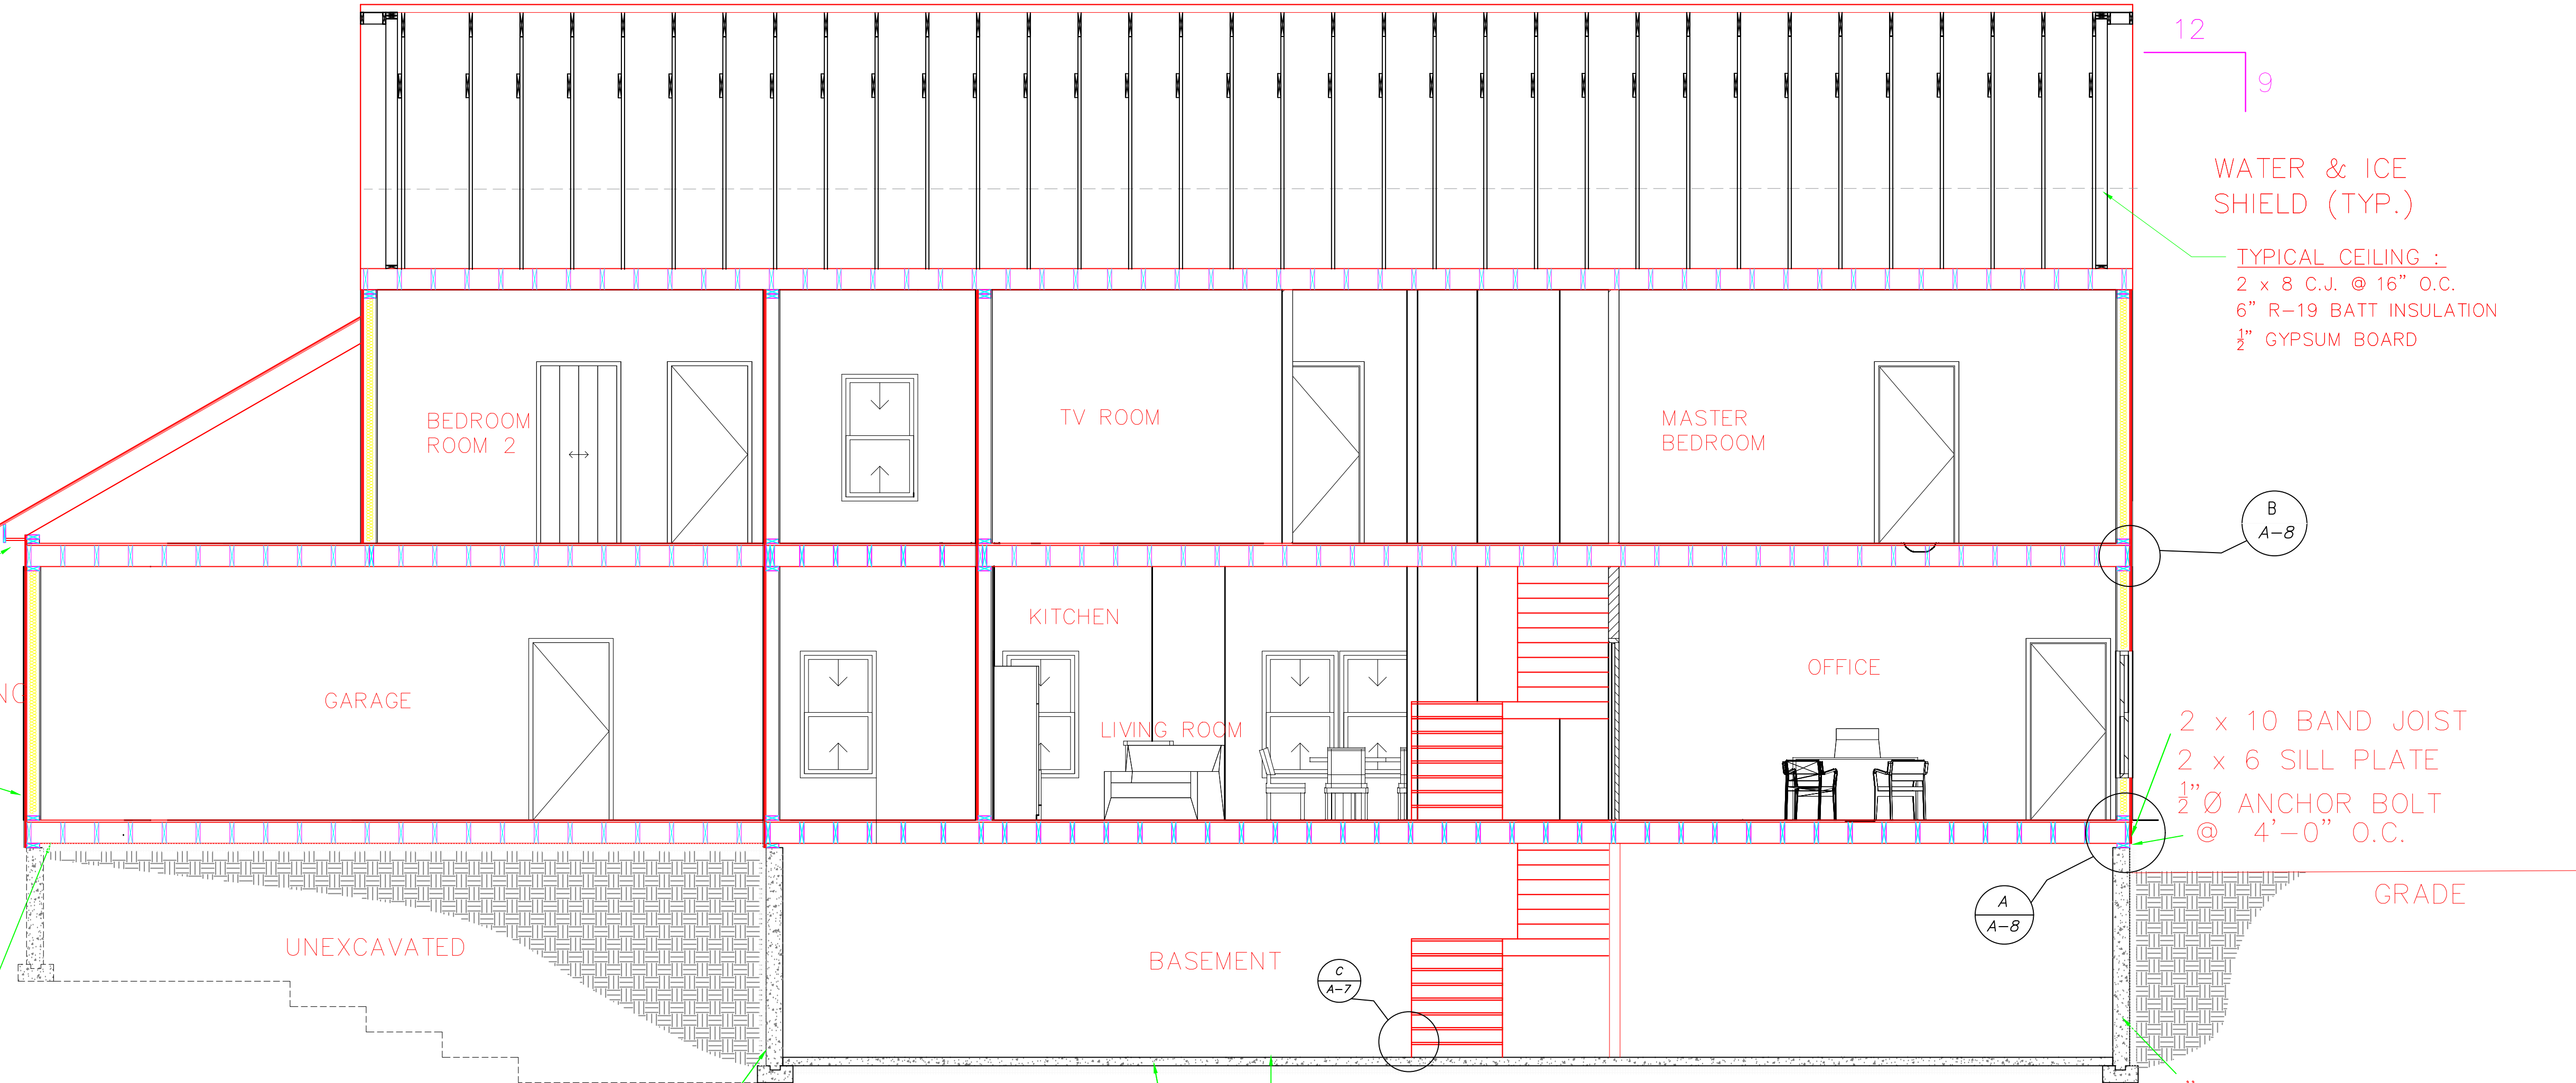 12
9
WATER & ICE
SHIELD (TYP.)
TYPICAL CEILING :
2 x 8 C.J. @ 16" O.C.
6" R-19 BATT INSULATION
½" GYPSUM BOARD
BEDROOM
ROOM 2
TV ROOM
MASTER
BEDROOM
B
A-8
KITCHEN
GARAGE
LIVING ROOM
OFFICE
NG
2 x 10 BAND JOIST
2 x 6 SILL PLATE
½"Ø ANCHOR BOLT
@ 4'-0" O.C.
GRADE
A
A-8
UNEXCAVATED
BASEMENT
C
A-7